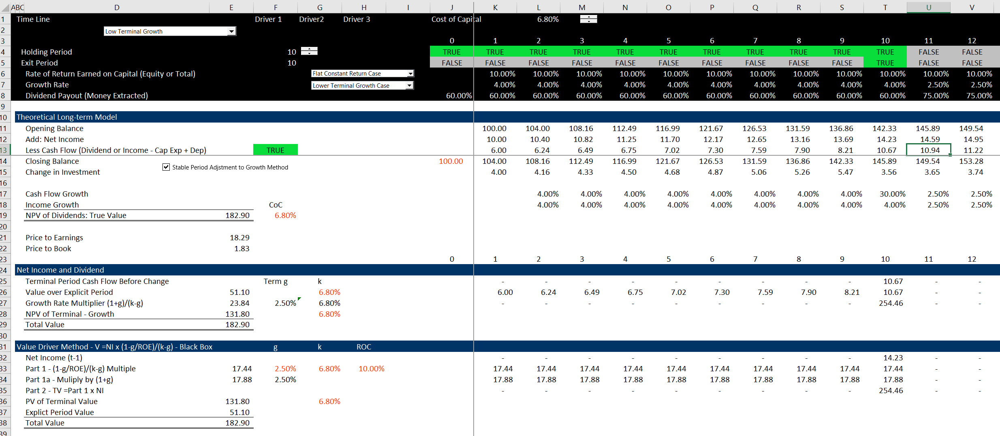 A B C D E F G H I J K L M N O P Q R S T U V
1 Time Line Driver 1 Driver2 Driver 3 Cost of Capital 6.80%
2 Low Terminal Growth
3 0 1 2 3 4 5 6 7 8 9 10 11 12
4 Holding Period 10 TRUE TRUE TRUE TRUE TRUE TRUE TRUE TRUE TRUE TRUE TRUE FALSE FALSE
5 Exit Period 10 FALSE FALSE FALSE FALSE FALSE FALSE FALSE FALSE FALSE FALSE TRUE FALSE FALSE
6 Rate of Return Earned on Capital (Equity or Total) Flat Constant Return Case 10.00% 10.00% 10.00% 10.00% 10.00% 10.00% 10.00% 10.00% 10.00% 10.00% 10.00% 10.00%
7 Growth Rate Lower Terminal Growth Case 4.00% 4.00% 4.00% 4.00% 4.00% 4.00% 4.00% 4.00% 4.00% 4.00% 2.50% 2.50%
8 Dividend Payout (Money Extracted) 60.00% 60.00% 60.00% 60.00% 60.00% 60.00% 60.00% 60.00% 60.00% 60.00% 60.00% 75.00% 75.00%
9
10 Theoretical Long-term Model
11 Opening Balance 100.00 104.00 108.16 112.49 116.99 121.67 126.53 131.59 136.86 142.33 145.89 149.54
12 Add: Net Income 10.00 10.40 10.82 11.25 11.70 12.17 12.65 13.16 13.69 14.23 14.59 14.95
13 Less Cash Flow (Dividend or Income - Cap Exp + Dep) TRUE 6.00 6.24 6.49 6.75 7.02 7.30 7.59 7.90 8.21 10.67 10.94 11.22
14 Closing Balance 100.00 104.00 108.16 112.49 116.99 121.67 126.53 131.59 136.86 142.33 145.89 149.54 153.28
Stable Period Adjstment to Growth Method
15 Change in Investment 4.00 4.16 4.33 4.50 4.68 4.87 5.06 5.26 5.47 3.56 3.65 3.74
16
17 Cash Flow Growth 4.00% 4.00% 4.00% 4.00% 4.00% 4.00% 4.00% 4.00% 30.00% 2.50% 2.50%
18 Income Growth CoC 4.00% 4.00% 4.00% 4.00% 4.00% 4.00% 4.00% 4.00% 4.00% 2.50% 2.50%
19 NPV of Dividends: True Value 182.90 6.80%
20
21 Price to Earnings 18.29
22 Price to Book 1.83
23 0 1 2 3 4 5 6 7 8 9 10 11 12
24 Net Income and Dividend
25 Terminal Period Cash Flow Before Change Term g k - - - - - - - - - 10.67 - -
26 Value over Explicit Period 51.10 6.80% 6.00 6.24 6.49 6.75 7.02 7.30 7.59 7.90 8.21 10.67 - -
27 Growth Rate Multiplier (1+g)/(k-g) 23.84 2.50% 6.80% - - - - - - - - - 254.46 - -
28 NPV of Terminal - Growth 131.80 6.80%
29 Total Value 182.90
30
31 Value Driver Method - V =NI x (1-g/ROE)/(k-g) - Black Box g k ROC
32 Net Income (t-1) - - - - - - - - - 14.23 - -
33 Part 1 - (1-g/ROE)/(k-g) Multiple 17.44 2.50% 6.80% 10.00% 17.44 17.44 17.44 17.44 17.44 17.44 17.44 17.44 17.44 17.44 - -
34 Part 1a - Muliply by (1+g) 17.88 2.50% 17.88 17.88 17.88 17.88 17.88 17.88 17.88 17.88 17.88 17.88 - -
35 Part 2 - TV =Part 1 x NI - - - - - - - - - 254.46 - -
36 PV of Terminal Value 131.80 6.80%
37 Explict Period Value 51.10
38 Total Value 182.90
39